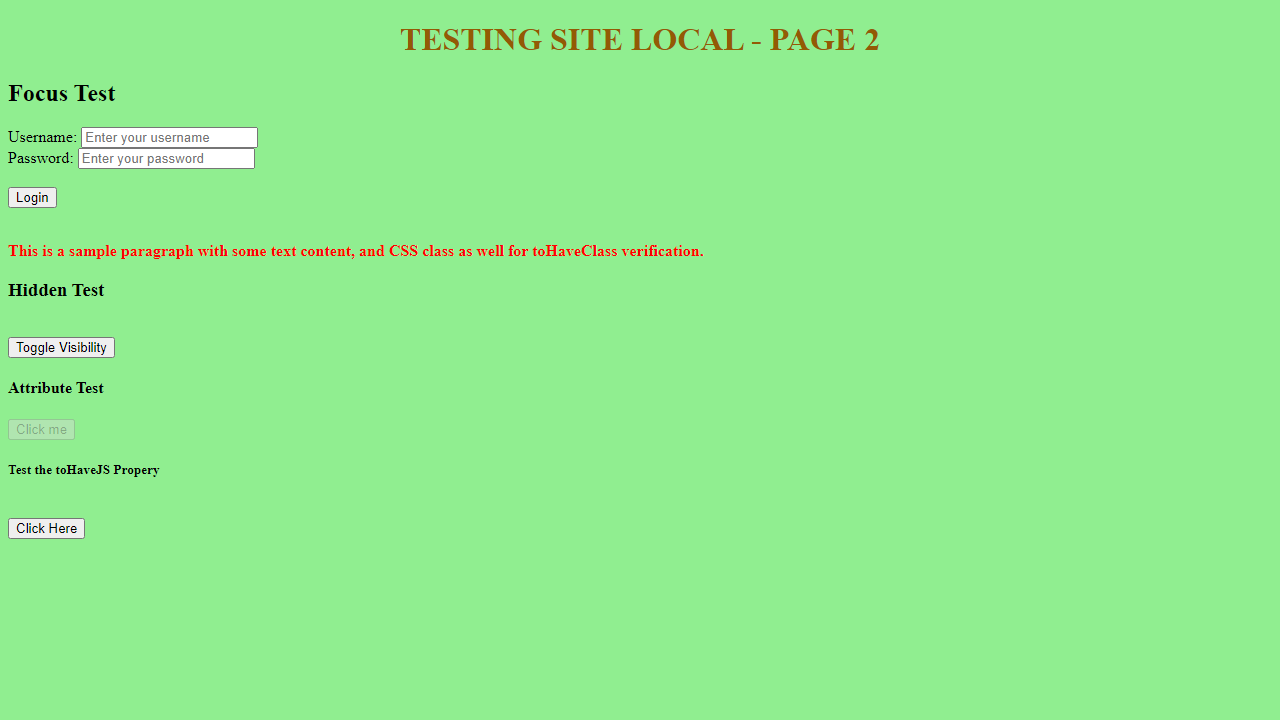 TESTING SITE LOCAL - PAGE 2
Focus Test
Username: Enter your username
Password: Enter your password
Login
This is a sample paragraph with some text content, and CSS class as well for toHaveClass verification.
Hidden Test
Toggle Visibility
Attribute Test
Click me
Test the toHaveJS Propery
Click Here